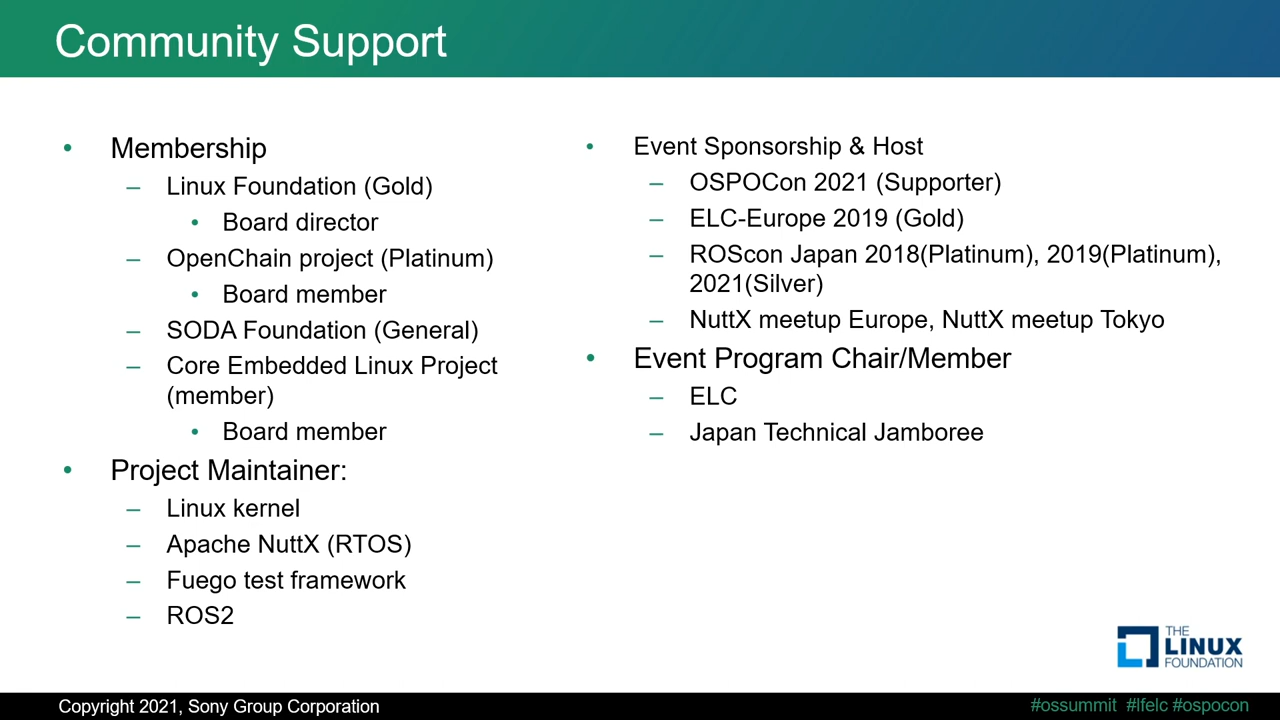 Community Support
• Membership
– Linux Foundation (Gold)
• Board director
– OpenChain project (Platinum)
• Board member
– SODA Foundation (General)
– Core Embedded Linux Project
(member)
• Board member
• Project Maintainer:
– Linux kernel
– Apache NuttX (RTOS)
– Fuego test framework
– ROS2
• Event Sponsorship & Host
– OSPOCon 2021 (Supporter)
– ELC-Europe 2019 (Gold)
– ROScon Japan 2018(Platinum), 2019(Platinum),
2021(Silver)
– NuttX meetup Europe, NuttX meetup Tokyo
• Event Program Chair/Member
– ELC
– Japan Technical Jamboree
THE
LINUX
FOUNDATION
Copyright 2021, Sony Group Corporation
#ossummit #lfelc #ospocon